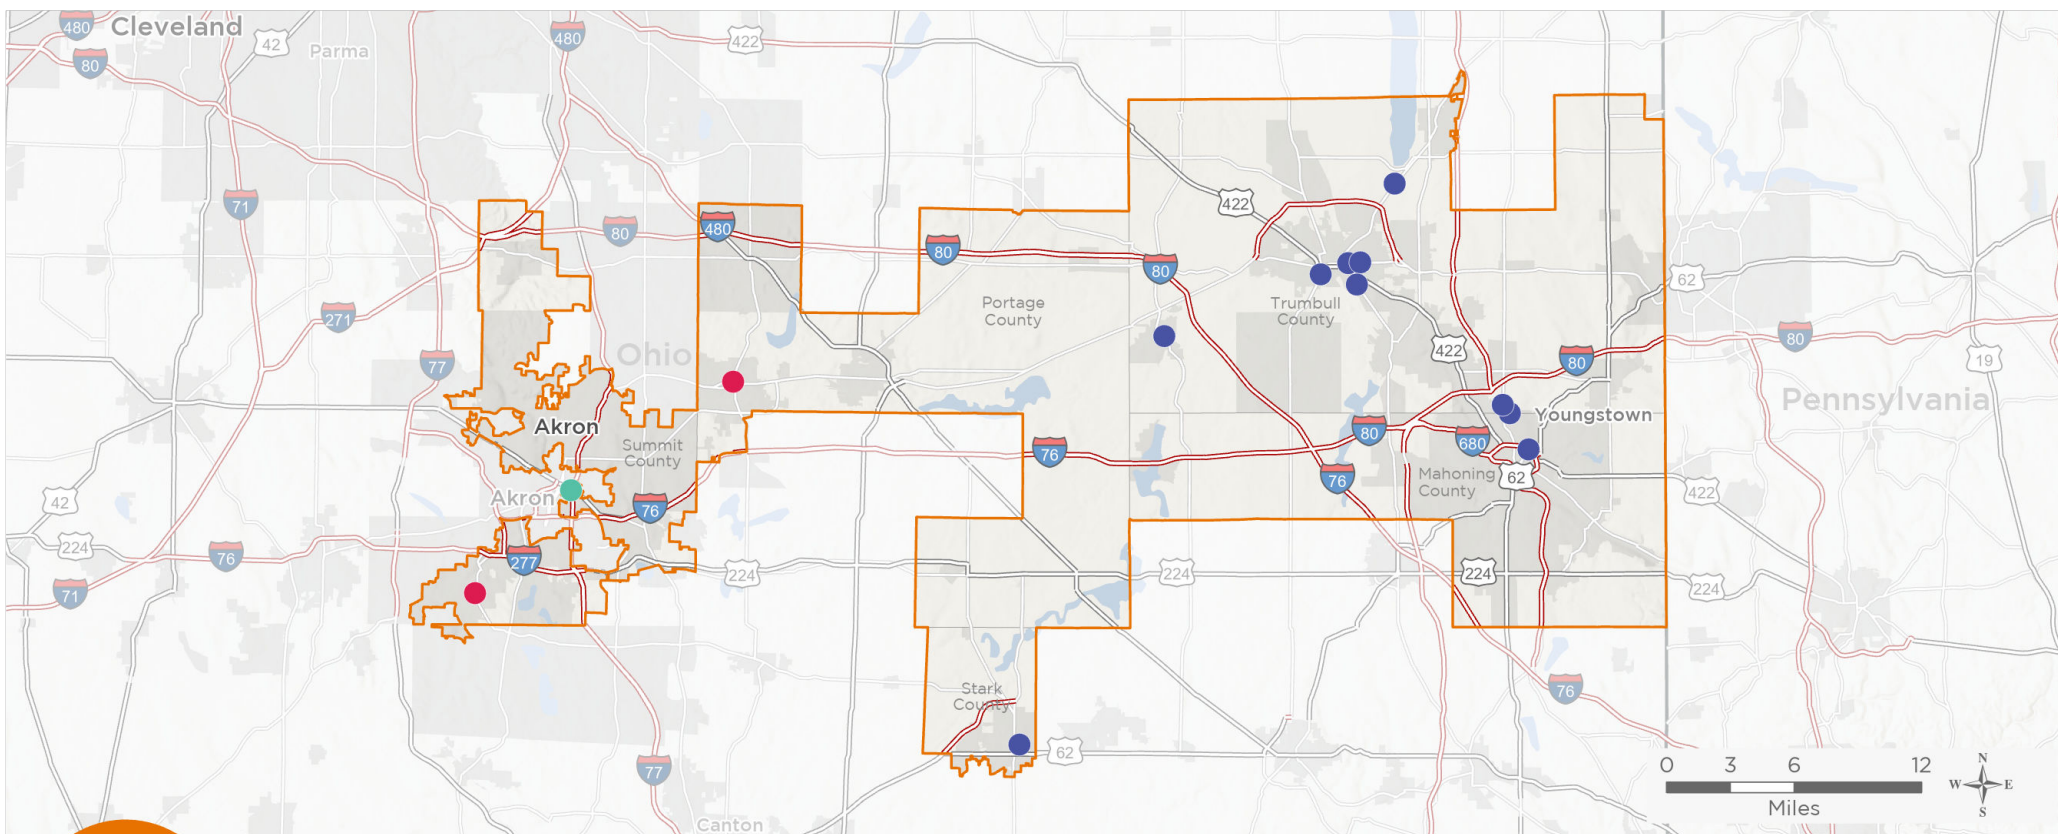 480
Cleveland
42
Parma
480
422
80
71
80
480
80
422
80
62
271
Portage
County
Trumbull
County
77
Ohio
422
80
80
19
Pennsylvania
Akron
Youngstown
Summit
County
76
80
680
Mahoning
County
62
76
42
Akron
76
422
224
76
277
224
224
224
224
71
Stark
County
76
62
77
0
3
6
12
Miles
N
W
E
S
Canton